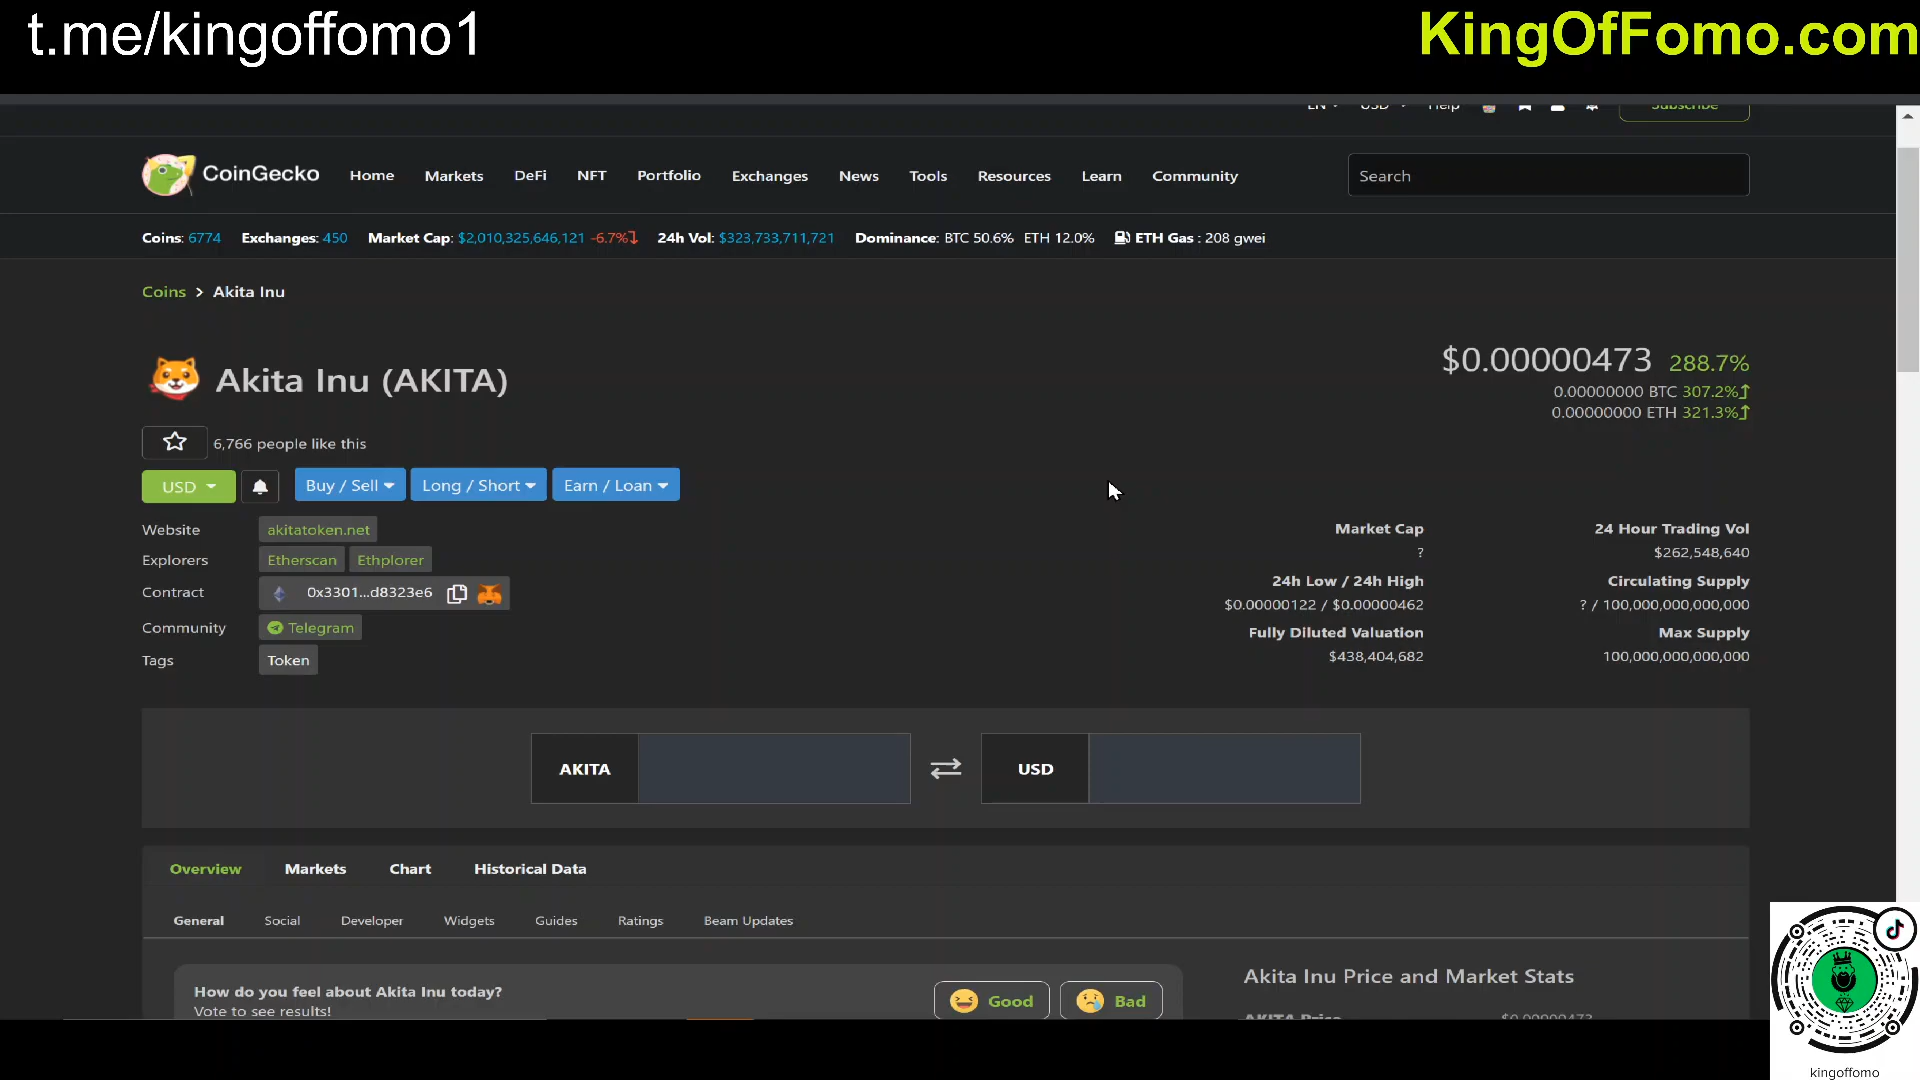 t.me/kingoffomo1
KingOfFomo.com
EN USD Help Subscribe
CoinGecko Home Markets DeFi NFT Portfolio Exchanges News Tools Resources Learn Community Search
Coins: 6774 Exchanges: 450 Market Cap: $2,010,325,646,121 -6.7% 24h Vol: $323,733,711,721 Dominance: BTC 50.6% ETH 12.0% ETH Gas : 208 gwei
Coins > Akita Inu
Akita Inu (AKITA)
$0.00000473 288.7%
0.00000000 BTC 307.2%
0.00000000 ETH 321.3%
6,766 people like this
USD Buy / Sell Long / Short Earn / Loan
Website akitatoken.net
Explorers Etherscan Ethplorer
Contract 0x3301...d8323e6
Community Telegram
Tags Token
Market Cap
?
24h Low / 24h High
$0.00000122 / $0.00000462
Fully Diluted Valuation
$438,404,682
24 Hour Trading Vol
$262,548,640
Circulating Supply
? / 100,000,000,000,000
Max Supply
100,000,000,000,000
AKITA USD
Overview Markets Chart Historical Data
General Social Developer Widgets Guides Ratings Beam Updates
How do you feel about Akita Inu today?
Vote to see results!
Good Bad
Akita Inu Price and Market Stats
AKITA Price $0.00000473
kingoffomo